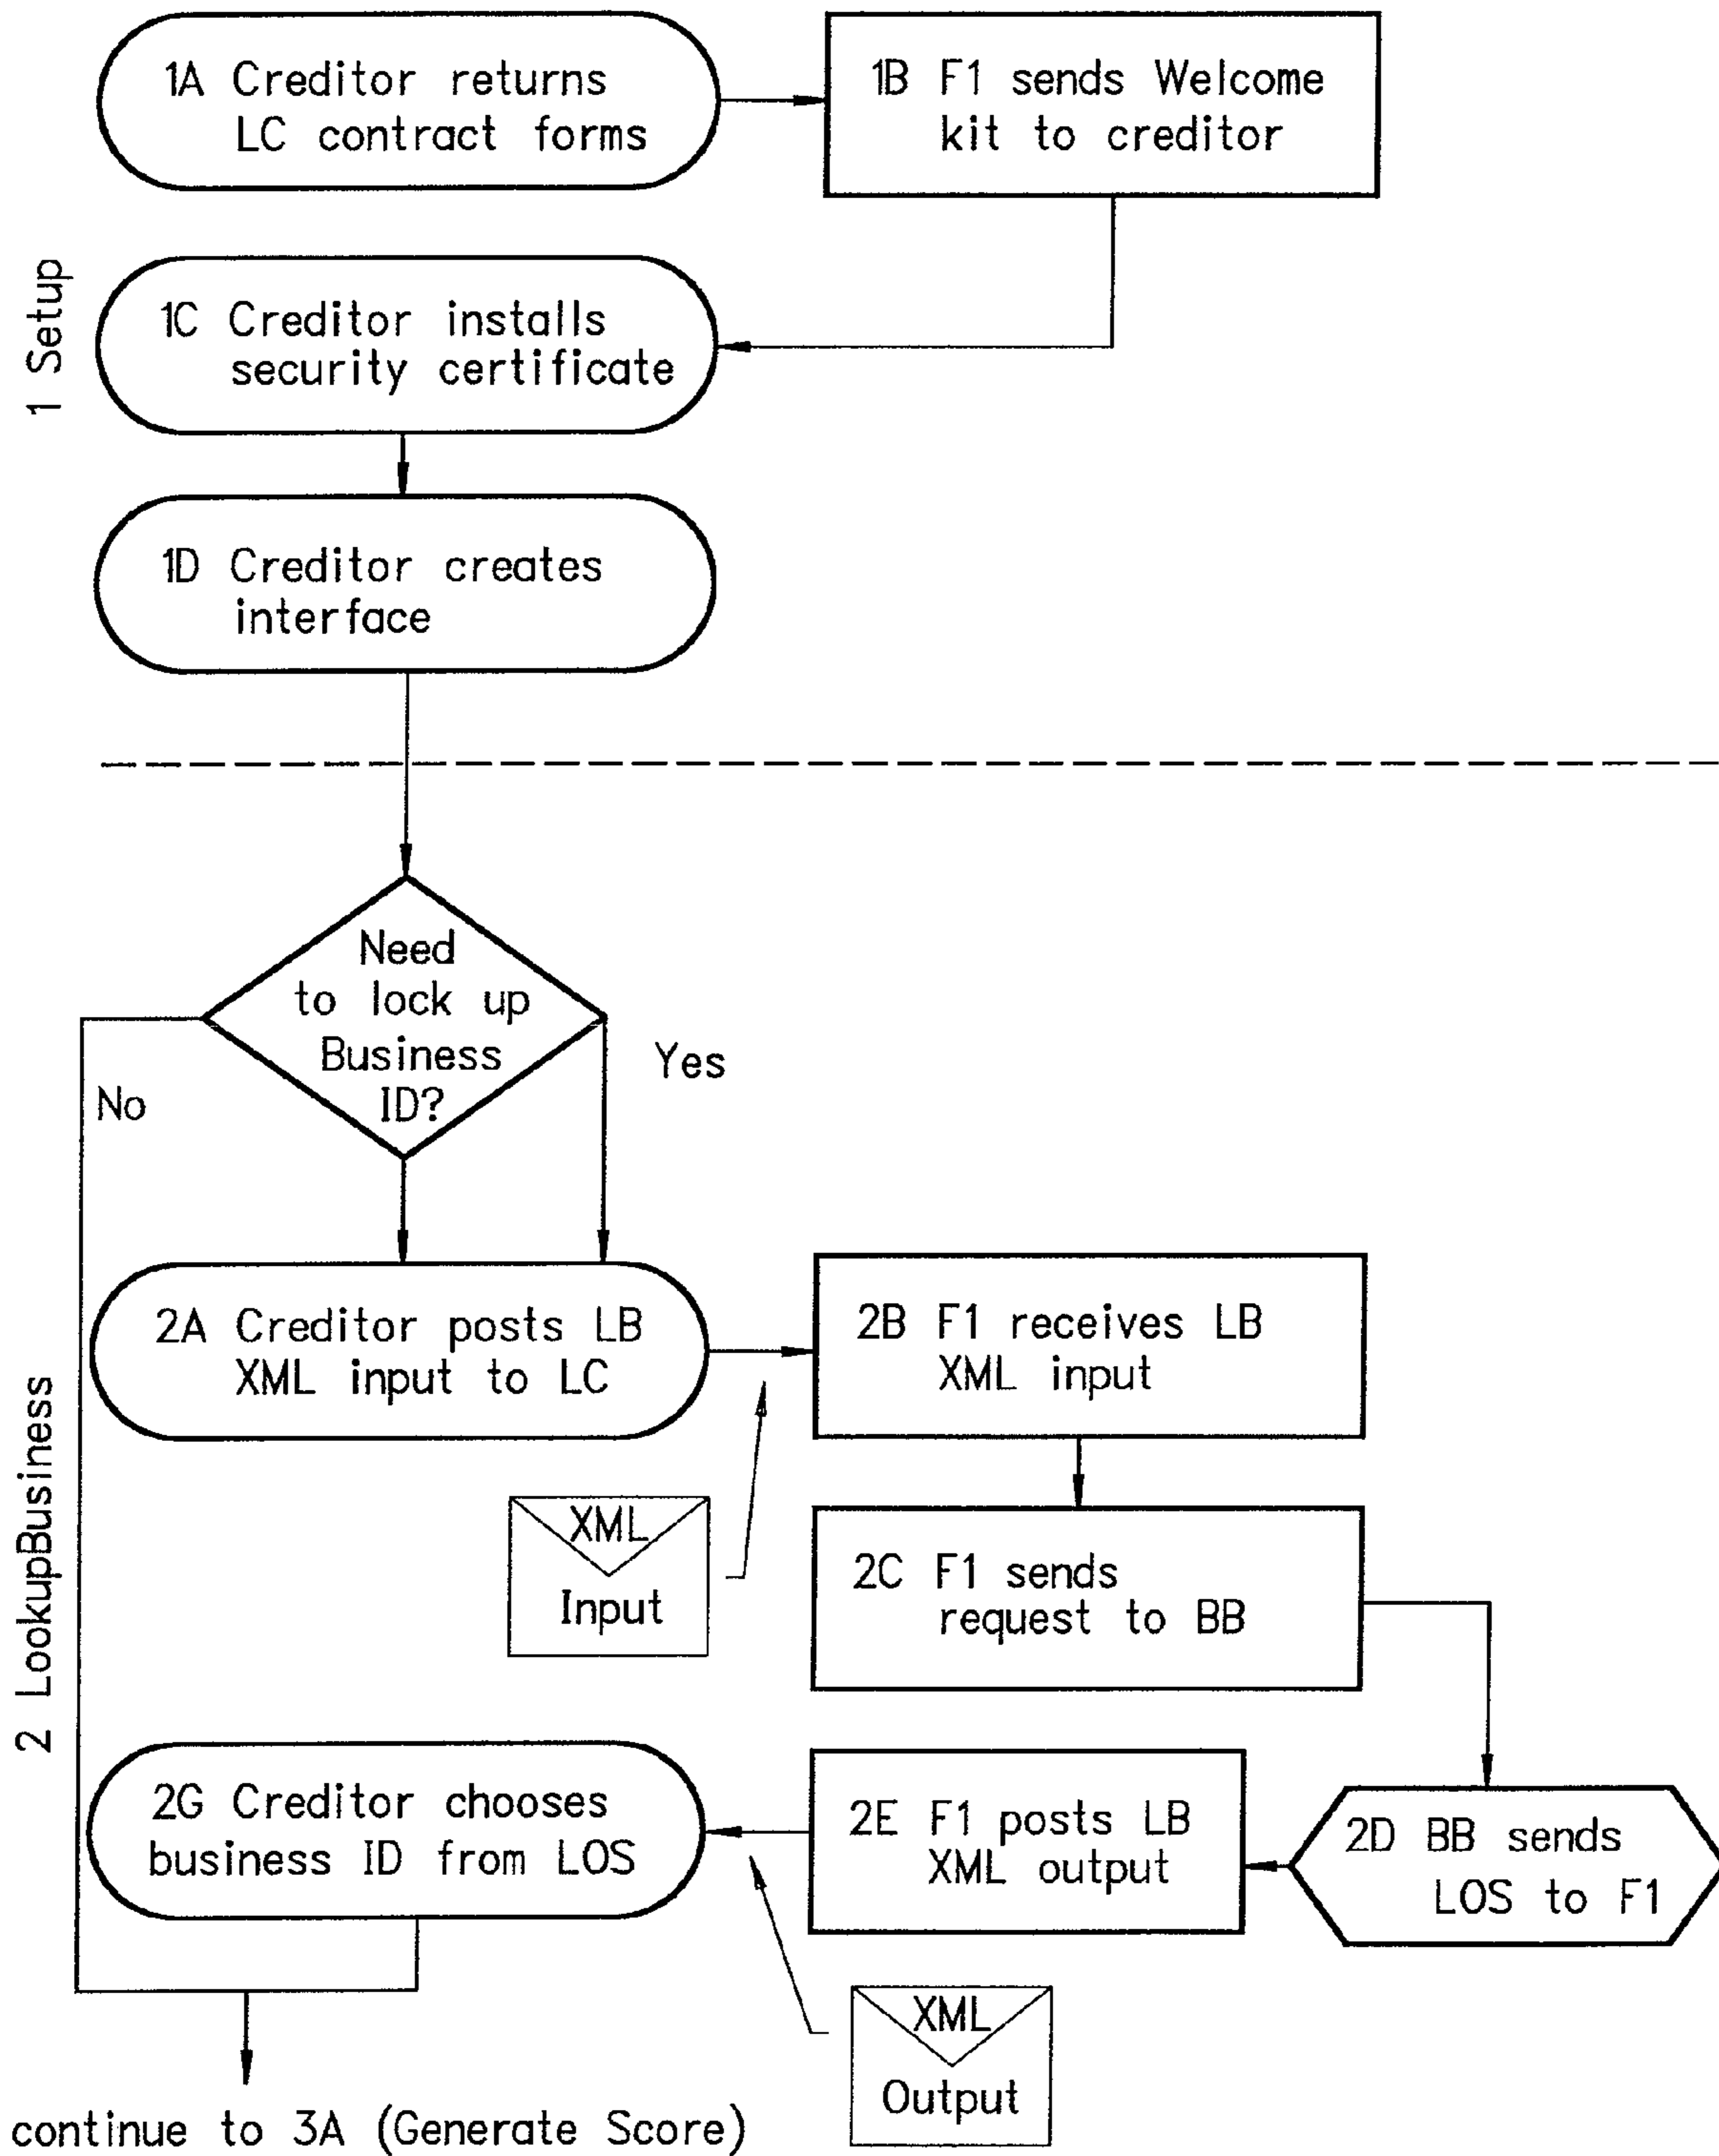 1A Creditor returns
LC contract forms
1B F1 sends Welcome
kit to creditor
1 Setup
1C Creditor installs
security certificate
1D Creditor creates
interface
Need
to lock up
Business
ID?
Yes
No
2 LookupBusiness
2A Creditor posts LB
XML input to LC
2B F1 receives LB
XML input
XML
Input
2C F1 sends
request to BB
2G Creditor chooses
business ID from LOS
2E F1 posts LB
XML output
2D BB sends
LOS to F1
XML
Output
continue to 3A (Generate Score)